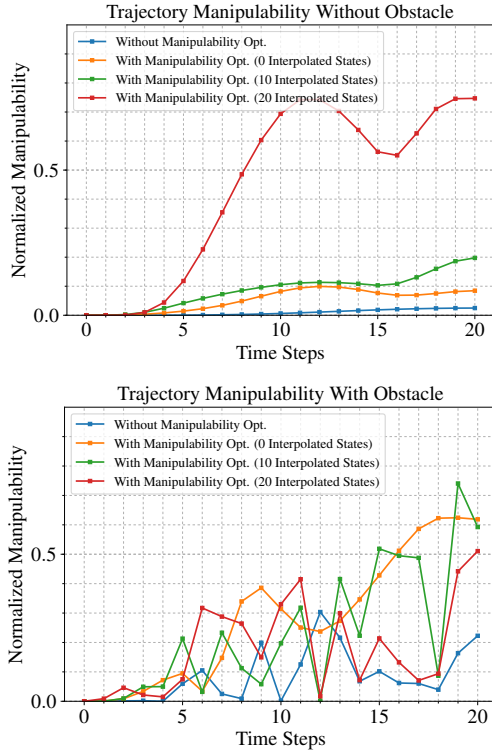 Trajectory Manipulability Without Obstacle
Without Manipulability Opt.
With Manipulability Opt. (0 Interpolated States)
With Manipulability Opt. (10 Interpolated States)
With Manipulability Opt. (20 Interpolated States)
Normalized Manipulability
0.5
0.0
0 5 10 15 20
Time Steps
Trajectory Manipulability With Obstacle
Without Manipulability Opt.
With Manipulability Opt. (0 Interpolated States)
With Manipulability Opt. (10 Interpolated States)
With Manipulability Opt. (20 Interpolated States)
Normalized Manipulability
0.5
0.0
0 5 10 15 20
Time Steps